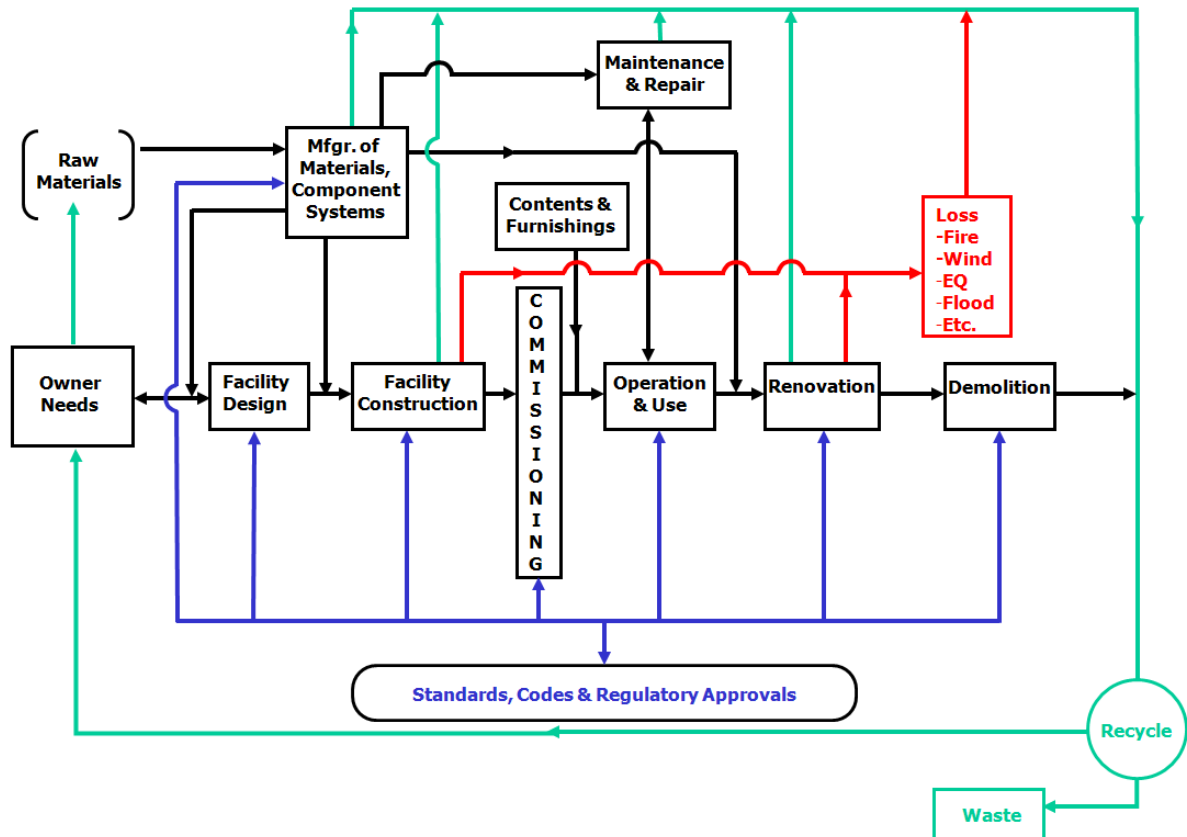 Maintenance
& Repair
Raw
Materials
Mfgr. of
Materials,
Component
Systems
Contents &
Furnishings
Loss
-Fire
-Wind
-EQ
-Flood
-Etc.
Owner
Needs
Facility
Design
Facility
Construction
C
O
M
M
I
S
S
I
O
N
I
N
G
Operation
& Use
Renovation
Demolition
Standards, Codes & Regulatory Approvals
Recycle
Waste